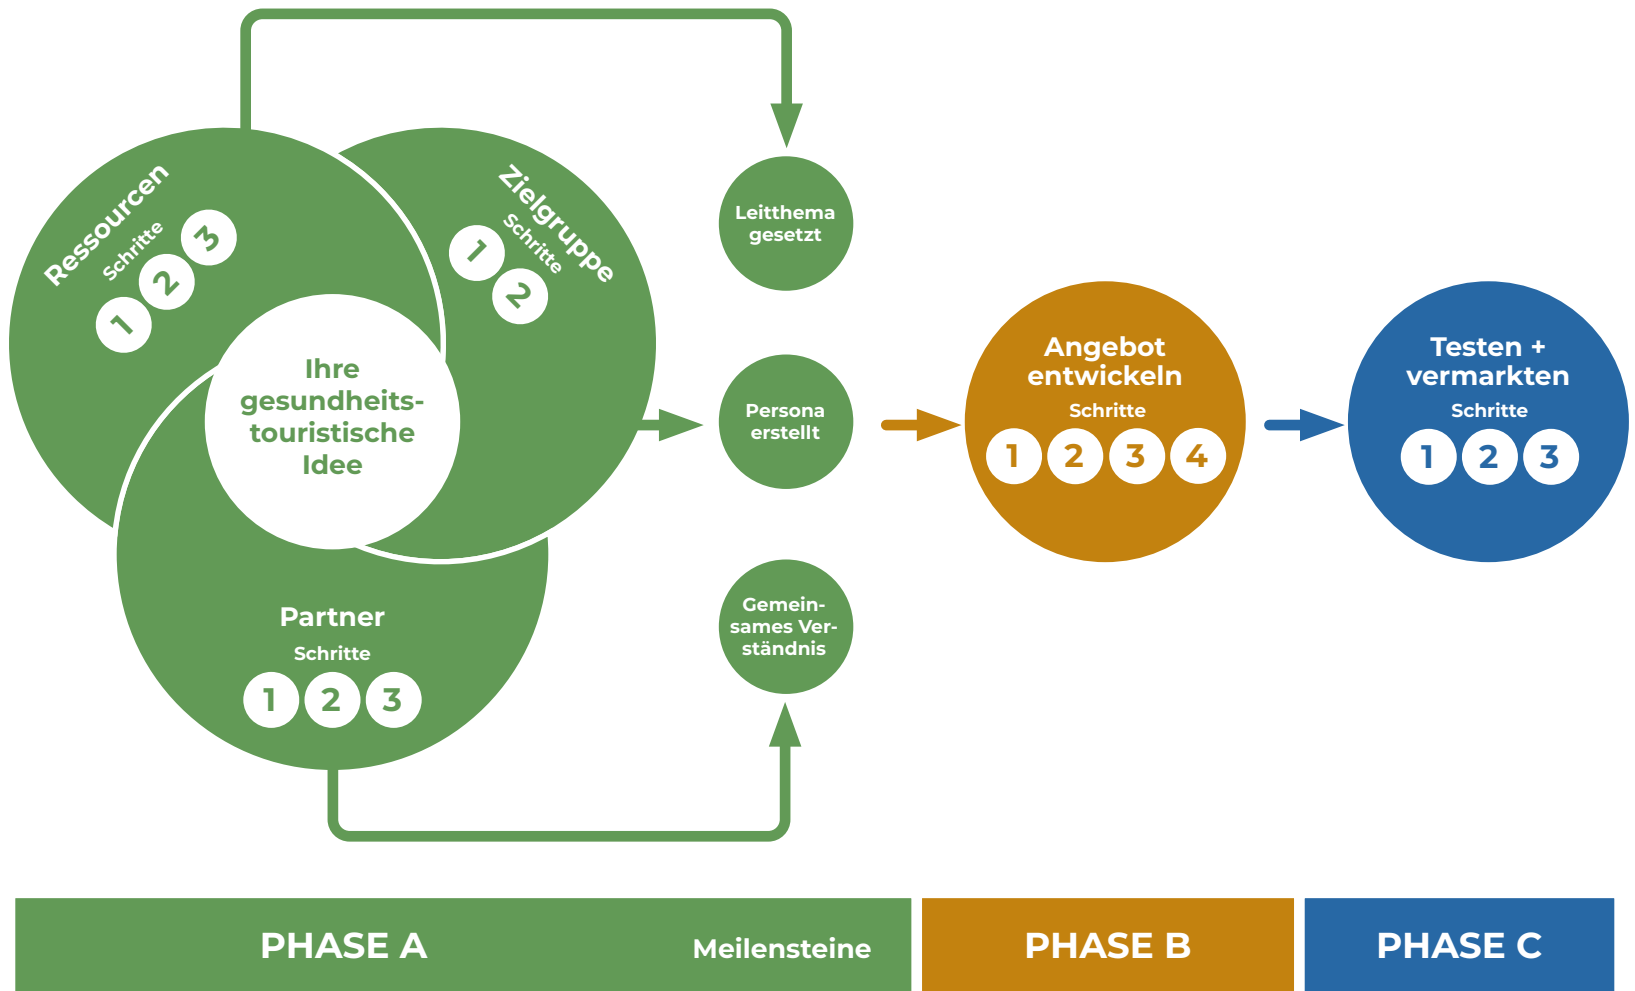 Ressourcen
Schritte
1 2 3
Zielgruppe
Schritte
1 2
Ihre
gesundheits-
touristische
Idee
Partner
Schritte
1 2 3
Leitthema
gesetzt
Persona
erstellt
Gemein-
sames Ver-
ständnis
Angebot
entwickeln
Schritte
1 2 3 4
Testen +
vermarkten
Schritte
1 2 3
PHASE A
Meilensteine
PHASE B
PHASE C